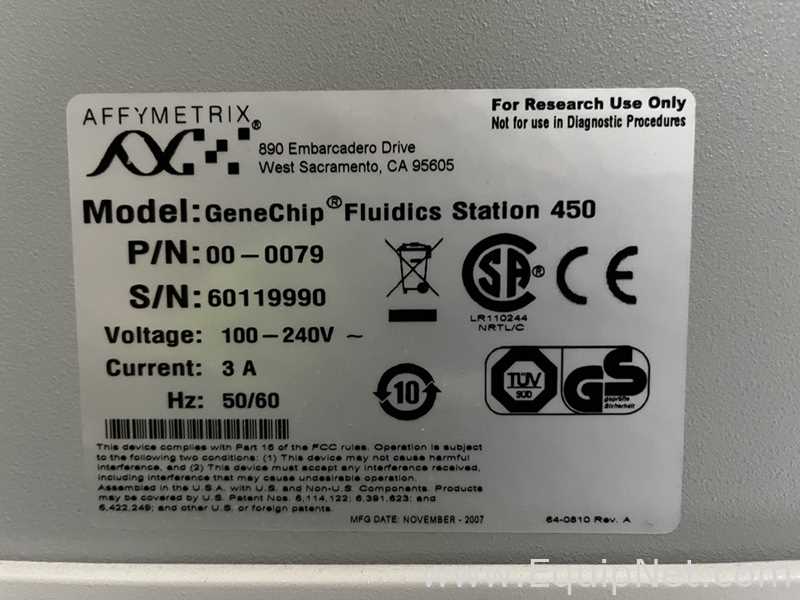 AFFYMETRIX®
890 Embarcadero Drive
West Sacramento, CA 95605
For Research Use Only
Not for use in Diagnostic Procedures
Model: GeneChip® Fluidics Station 450
P/N: 00-0079
S/N: 60119990
Voltage: 100-240V ~
Current: 3 A
Hz: 50/60
SA®
LR110244
NRTL/C
CE
10
TÜV
SÜD
GS
geprüfte
Sicherheit
This device complies with Part 15 of the FCC rules. Operation is subject
to the following two conditions: (1) This device may not cause harmful
interference, and (2) This device must accept any interference received,
including interference that may cause undesirable operation.
Assembled in the U.S.A. with U.S. and Non-U.S. Components. Products
may be covered by U.S. Patent Nos. 6,114,122; 6,391,623; and
6,422,249; and other U.S. or foreign patents.
MFG DATE: NOVEMBER - 2007
64-0810 Rev. A
www.EquipNet.com